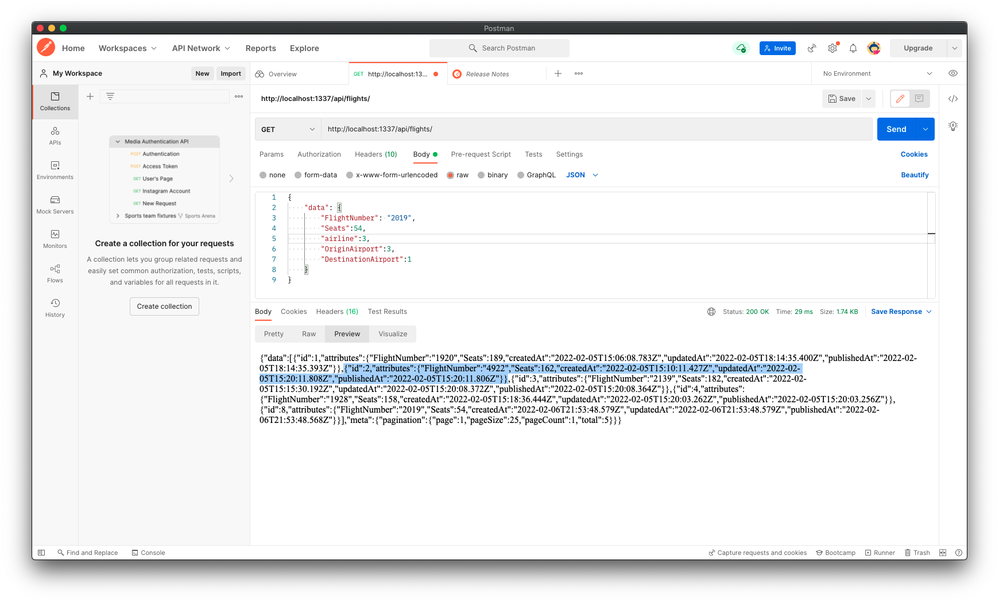 Postman
Home Workspaces API Network Reports Explore Search Postman Invite Upgrade
My Workspace New Import Overview GET http://localhost:13... Release Notes No Environment
Collections
APIs
Environments
Mock Servers
Monitors
Flows
History
Media Authentication API
POST Authentication
POST Access Token
GET User's Page
GET Instagram Account
GET New Request
Sports team fixtures Sports Arena
Create a collection for your requests
A collection lets you group related requests and
easily set common authorization, tests, scripts,
and variables for all requests in it.
Create collection
http://localhost:1337/api/flights/ Save
GET http://localhost:1337/api/flights/ Send
Params Authorization Headers (10) Body Pre-request Script Tests Settings Cookies
none form-data x-www-form-urlencoded raw binary GraphQL JSON Beautify
1 {
2 "data": {
3 "FlightNumber": "2019",
4 "Seats":54,
5 "airline":3,
6 "OriginAirport":3,
7 "DestinationAirport":1
8 }
9 }
Body Cookies Headers (16) Test Results Status: 200 OK Time: 29 ms Size: 1.74 KB Save Response
Pretty Raw Preview Visualize
{"data":[{"id":1,"attributes":{"FlightNumber":"1920","Seats":189,"createdAt":"2022-02-05T15:06:08.783Z","updatedAt":"2022-02-05T18:14:35.400Z","publishedAt":"2022-02-
05T18:14:35.393Z"}},{"id":2,"attributes":{"FlightNumber":"4922","Seats":162,"createdAt":"2022-02-05T15:10:11.427Z","updatedAt":"2022-02-
05T15:20:11.808Z","publishedAt":"2022-02-05T15:20:11.806Z"}},{"id":3,"attributes":{"FlightNumber":"2139","Seats":182,"createdAt":"2022-02-
05T15:15:30.192Z","updatedAt":"2022-02-05T15:20:08.372Z","publishedAt":"2022-02-05T15:20:08.364Z"}},{"id":4,"attributes":
{"FlightNumber":"1928","Seats":158,"createdAt":"2022-02-05T15:18:36.444Z","updatedAt":"2022-02-05T15:20:03.262Z","publishedAt":"2022-02-05T15:20:03.256Z"}},
{"id":8,"attributes":{"FlightNumber":"2019","Seats":54,"createdAt":"2022-02-06T21:53:48.579Z","updatedAt":"2022-02-06T21:53:48.579Z","publishedAt":"2022-02-
06T21:53:48.568Z"}}],"meta":{"pagination":{"page":1,"pageSize":25,"pageCount":1,"total":5}}}
Find and Replace Console Capture requests and cookies Bootcamp Runner Trash